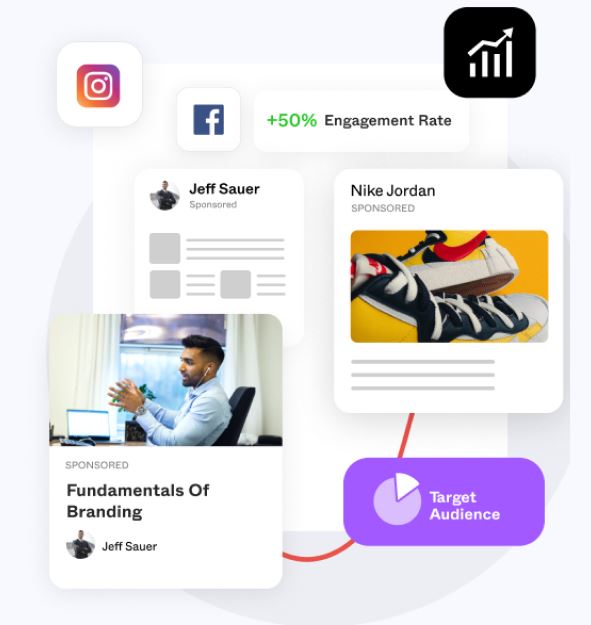 +50% Engagement Rate
Jeff Sauer
Sponsored
Nike Jordan
SPONSORED
SPONSORED
Fundamentals Of
Branding
Jeff Sauer
Target
Audience